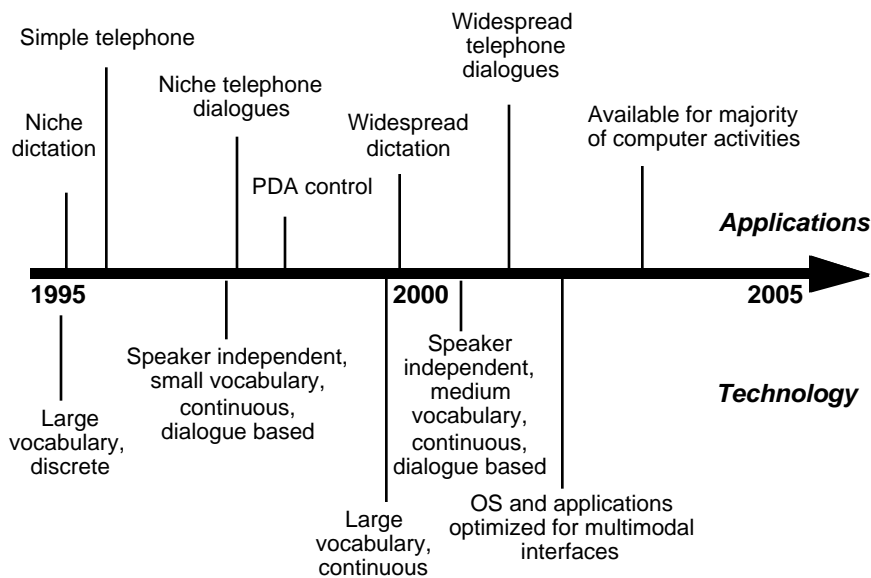 Simple telephone
Niche
dictation
Niche telephone
dialogues
PDA control
Widespread
dictation
Widespread
telephone
dialogues
Available for majority
of computer activities
Applications
1995
2000
2005
Technology
Large
vocabulary,
discrete
Speaker independent,
small vocabulary,
continuous,
dialogue based
Large
vocabulary,
continuous
Speaker
independent,
medium
vocabulary,
continuous,
dialogue based
OS and applications
optimized for multimodal
interfaces